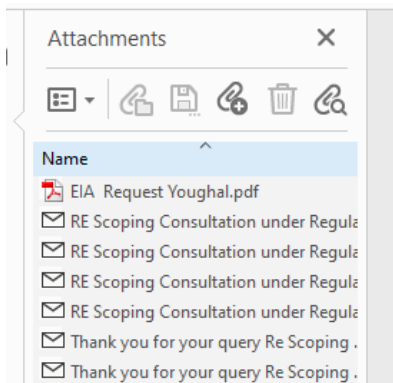 Attachments
Name
EIA Request Youghal.pdf
RE Scoping Consultation under Regula
RE Scoping Consultation under Regula
RE Scoping Consultation under Regula
RE Scoping Consultation under Regula
Thank you for your query Re Scoping .
Thank you for your query Re Scoping .